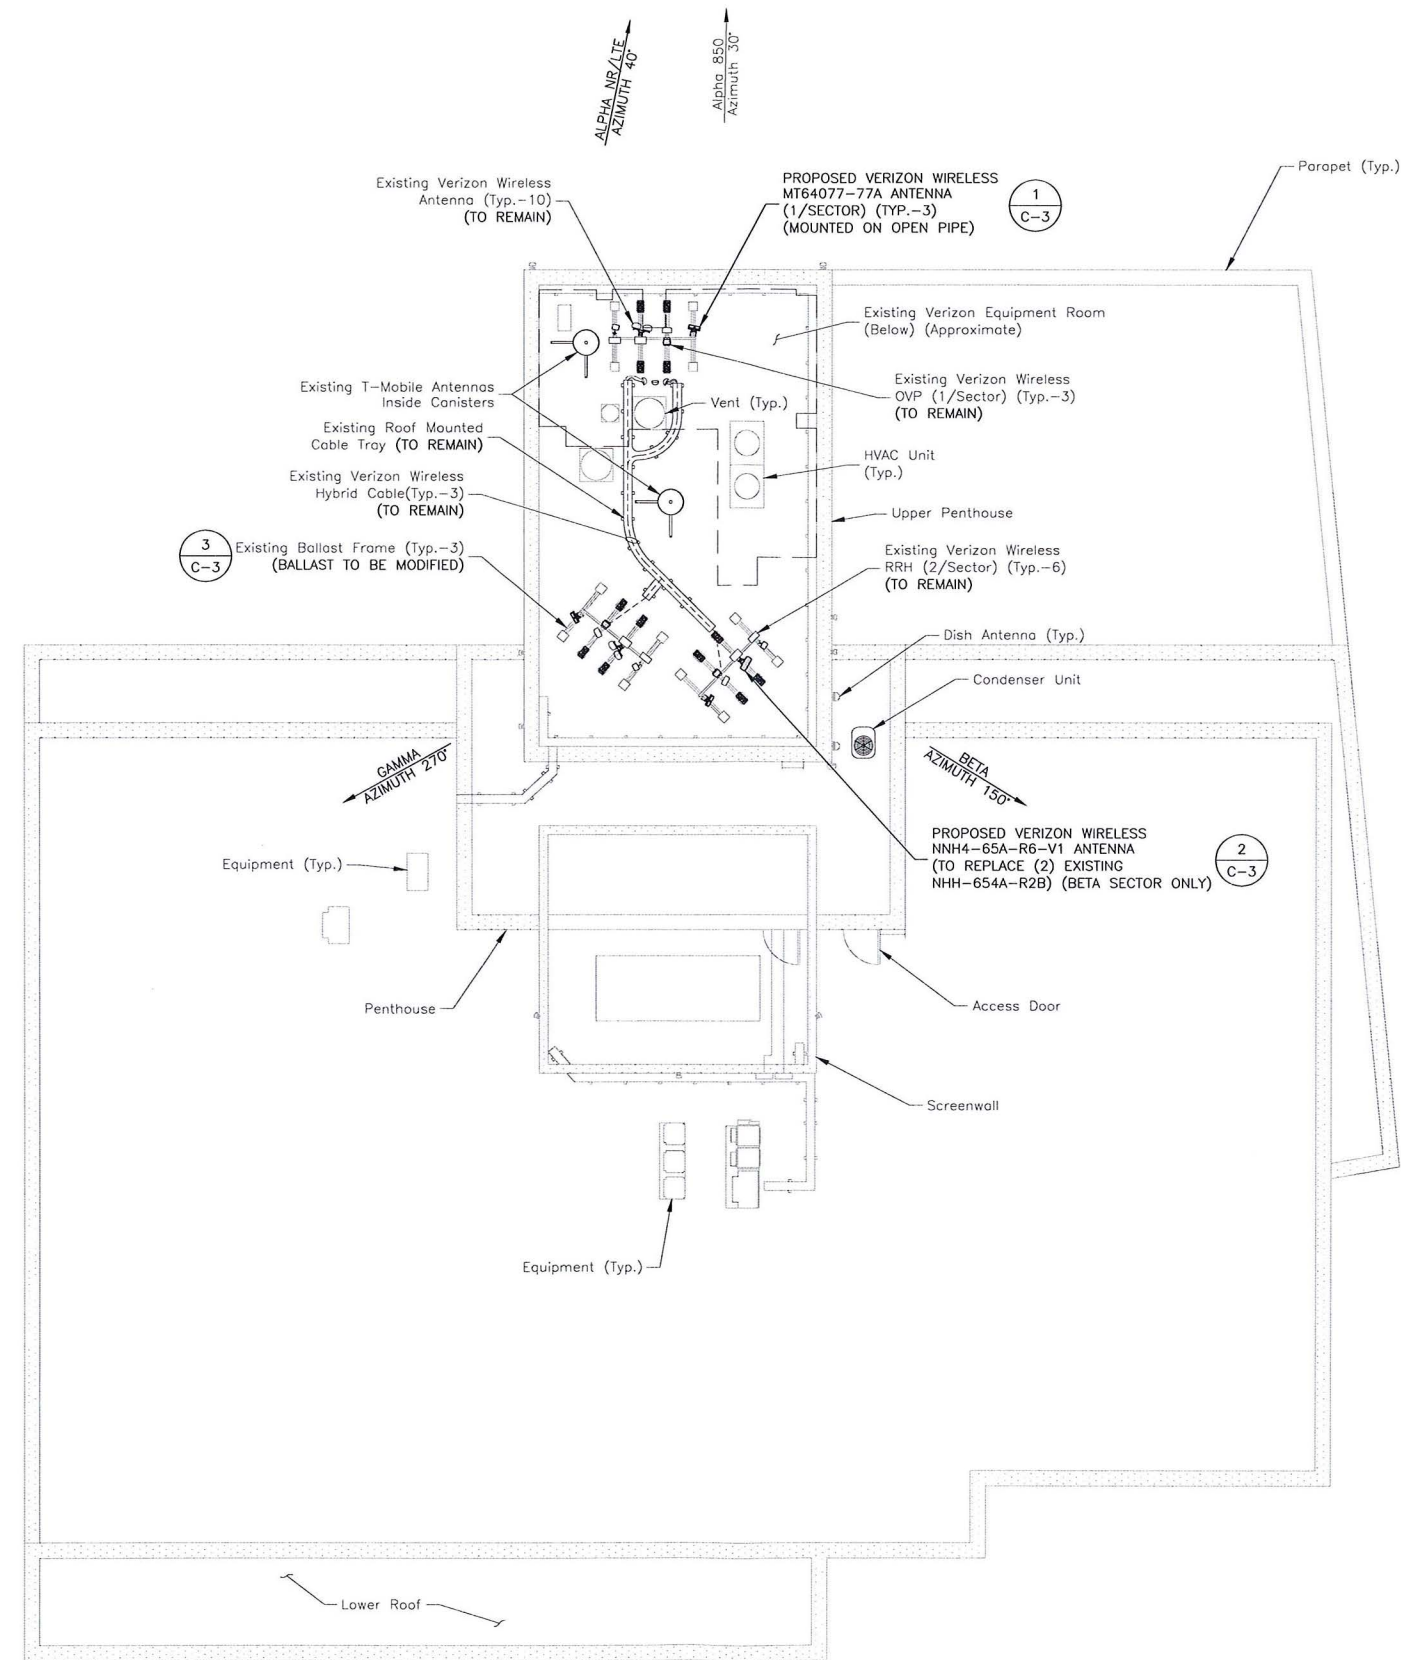 ALPHA NR/LTE
AZIMUTH 40°
Alpha 850
Azimuth 30°
Existing Verizon Wireless
Antenna (Typ.-10)
(TO REMAIN)
PROPOSED VERIZON WIRELESS
MT64077-77A ANTENNA
(1/SECTOR) (TYP.-3)
(MOUNTED ON OPEN PIPE)
1
C-3
Parapet (Typ.)
Existing Verizon Equipment Room
(Below) (Approximate)
Existing T-Mobile Antennas
Inside Canisters
Existing Verizon Wireless
OVP (1/Sector) (Typ.-3)
(TO REMAIN)
Vent (Typ.)
Existing Roof Mounted
Cable Tray (TO REMAIN)
HVAC Unit
(Typ.)
Existing Verizon Wireless
Hybrid Cable(Typ.-3)
(TO REMAIN)
Upper Penthouse
3
C-3
Existing Ballast Frame (Typ.-3)
(BALLAST TO BE MODIFIED)
Existing Verizon Wireless
RRH (2/Sector) (Typ.-6)
(TO REMAIN)
Dish Antenna (Typ.)
Condenser Unit
GAMMA
AZIMUTH 270°
BETA
AZIMUTH 150°
PROPOSED VERIZON WIRELESS
NNH4-65A-R6-V1 ANTENNA
(TO REPLACE (2) EXISTING
NHH-654A-R2B) (BETA SECTOR ONLY)
2
C-3
Equipment (Typ.)
Penthouse
Access Door
Screenwall
Equipment (Typ.)
Lower Roof